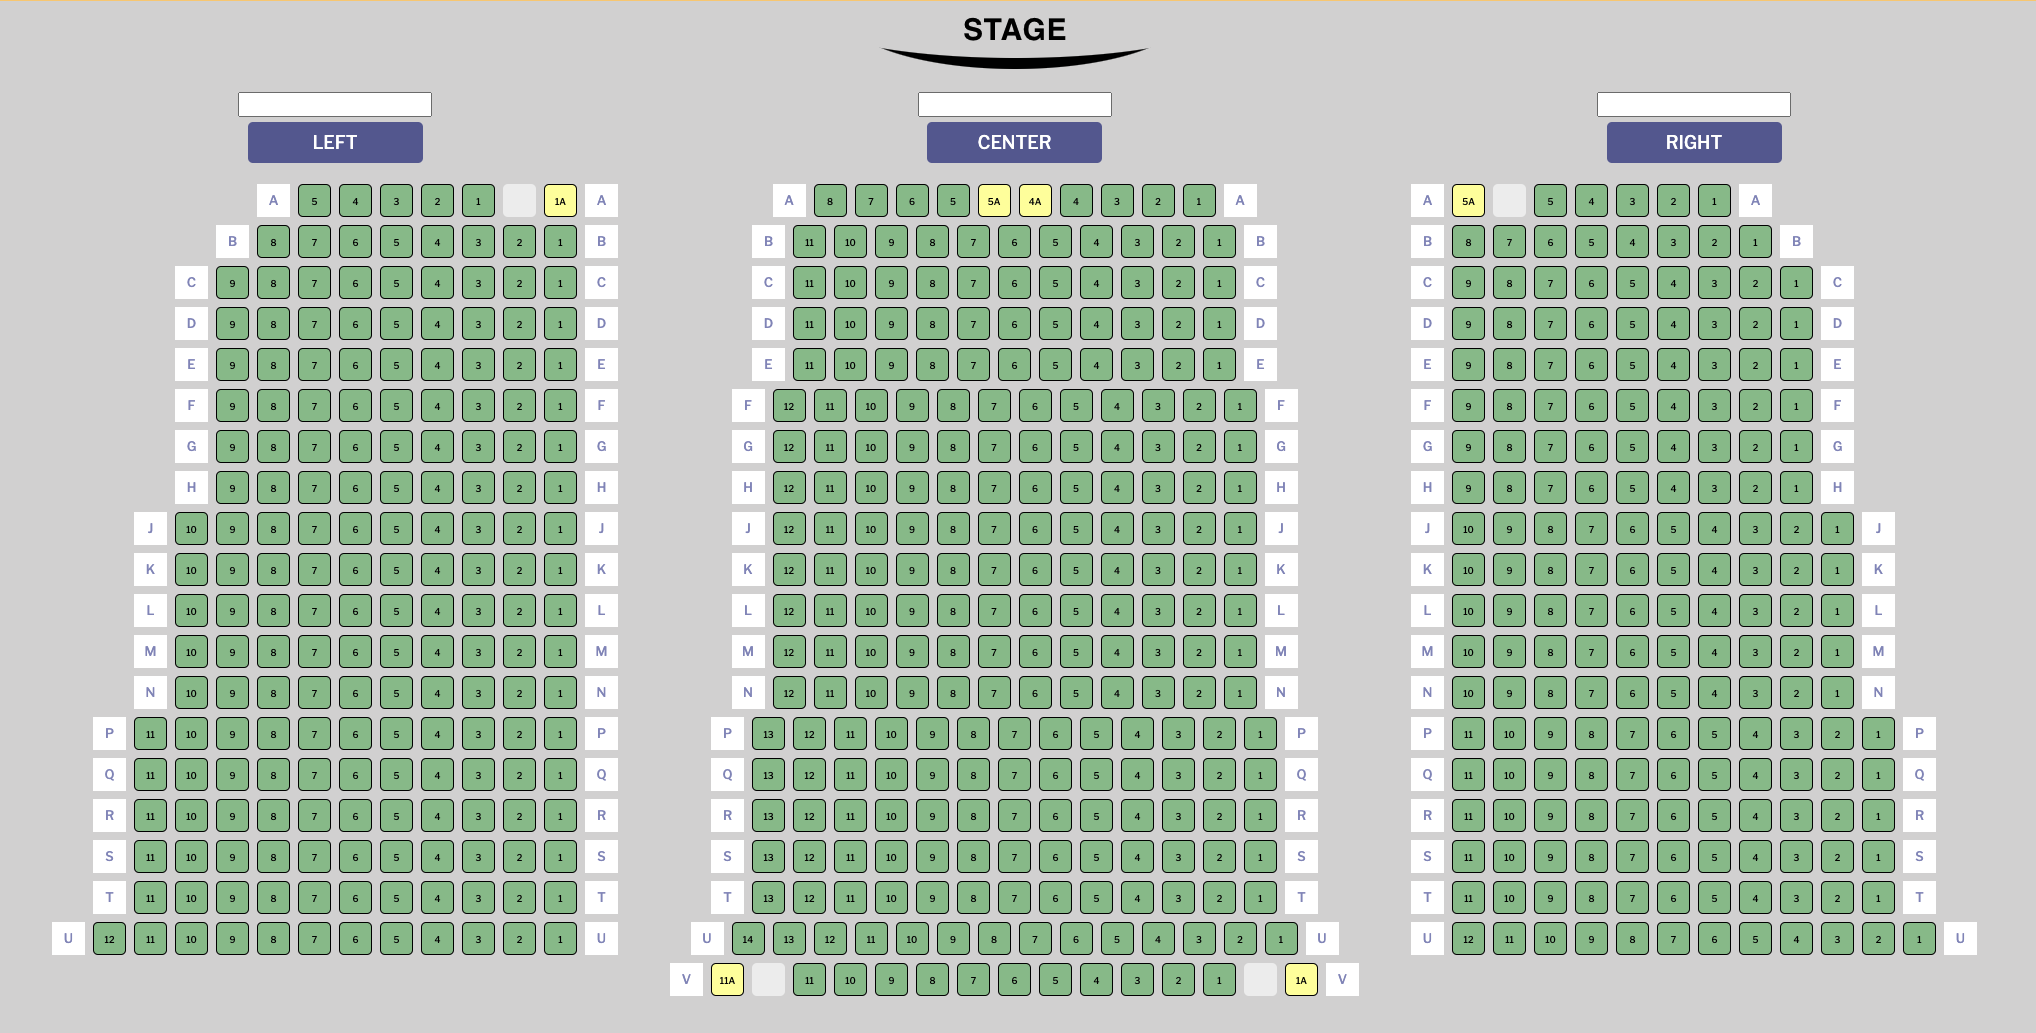 STAGE
LEFT CENTER RIGHT
A 5 4 3 2 1 1A A A 8 7 6 5 5A 4A 4 3 2 1 A A 5A 5 4 3 2 1 A
B 8 7 6 5 4 3 2 1 B B 11 10 9 8 7 6 5 4 3 2 1 B B 8 7 6 5 4 3 2 1 B
C 9 8 7 6 5 4 3 2 1 C C 11 10 9 8 7 6 5 4 3 2 1 C C 9 8 7 6 5 4 3 2 1 C
D 9 8 7 6 5 4 3 2 1 D D 11 10 9 8 7 6 5 4 3 2 1 D D 9 8 7 6 5 4 3 2 1 D
E 9 8 7 6 5 4 3 2 1 E E 11 10 9 8 7 6 5 4 3 2 1 E E 9 8 7 6 5 4 3 2 1 E
F 9 8 7 6 5 4 3 2 1 F F 12 11 10 9 8 7 6 5 4 3 2 1 F F 9 8 7 6 5 4 3 2 1 F
G 9 8 7 6 5 4 3 2 1 G G 12 11 10 9 8 7 6 5 4 3 2 1 G G 9 8 7 6 5 4 3 2 1 G
H 9 8 7 6 5 4 3 2 1 H H 12 11 10 9 8 7 6 5 4 3 2 1 H H 9 8 7 6 5 4 3 2 1 H
J 10 9 8 7 6 5 4 3 2 1 J J 12 11 10 9 8 7 6 5 4 3 2 1 J J 10 9 8 7 6 5 4 3 2 1 J
K 10 9 8 7 6 5 4 3 2 1 K K 12 11 10 9 8 7 6 5 4 3 2 1 K K 10 9 8 7 6 5 4 3 2 1 K
L 10 9 8 7 6 5 4 3 2 1 L L 12 11 10 9 8 7 6 5 4 3 2 1 L L 10 9 8 7 6 5 4 3 2 1 L
M 10 9 8 7 6 5 4 3 2 1 M M 12 11 10 9 8 7 6 5 4 3 2 1 M M 10 9 8 7 6 5 4 3 2 1 M
N 10 9 8 7 6 5 4 3 2 1 N N 12 11 10 9 8 7 6 5 4 3 2 1 N N 10 9 8 7 6 5 4 3 2 1 N
P 11 10 9 8 7 6 5 4 3 2 1 P P 13 12 11 10 9 8 7 6 5 4 3 2 1 P P 11 10 9 8 7 6 5 4 3 2 1 P
Q 11 10 9 8 7 6 5 4 3 2 1 Q Q 13 12 11 10 9 8 7 6 5 4 3 2 1 Q Q 11 10 9 8 7 6 5 4 3 2 1 Q
R 11 10 9 8 7 6 5 4 3 2 1 R R 13 12 11 10 9 8 7 6 5 4 3 2 1 R R 11 10 9 8 7 6 5 4 3 2 1 R
S 11 10 9 8 7 6 5 4 3 2 1 S S 13 12 11 10 9 8 7 6 5 4 3 2 1 S S 11 10 9 8 7 6 5 4 3 2 1 S
T 11 10 9 8 7 6 5 4 3 2 1 T T 13 12 11 10 9 8 7 6 5 4 3 2 1 T T 11 10 9 8 7 6 5 4 3 2 1 T
U 12 11 10 9 8 7 6 5 4 3 2 1 U U 14 13 12 11 10 9 8 7 6 5 4 3 2 1 U U 12 11 10 9 8 7 6 5 4 3 2 1 U
V 11A 11 10 9 8 7 6 5 4 3 2 1 1A V